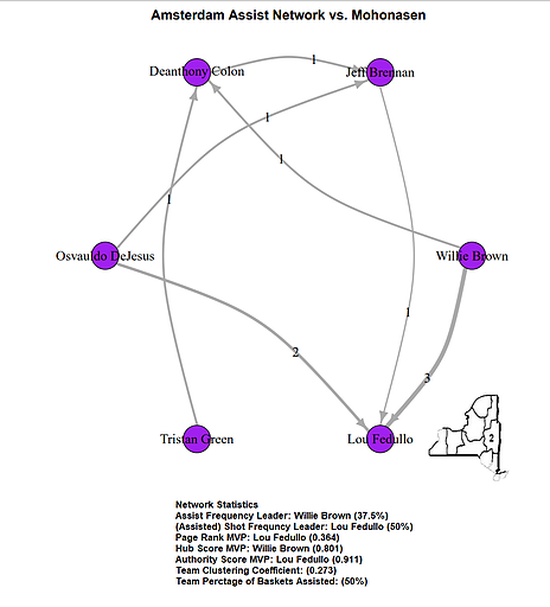 Amsterdam Assist Network vs. Mohonasen
1
Deanthony Colon
Jeff Brennan
1
1
1
Osvauldo DeJesus
Willie Brown
1
2
3
Tristan Green
Lou Fedullo
2
Network Statistics
Assist Frequency Leader: Willie Brown (37.5%)
(Assisted) Shot Frequncy Leader: Lou Fedullo (50%)
Page Rank MVP: Lou Fedullo (0.364)
Hub Score MVP: Willie Brown (0.801)
Authority Score MVP: Lou Fedullo (0.911)
Team Clustering Coefficient: (0.273)
Team Perctage of Baskets Assisted: (50%)